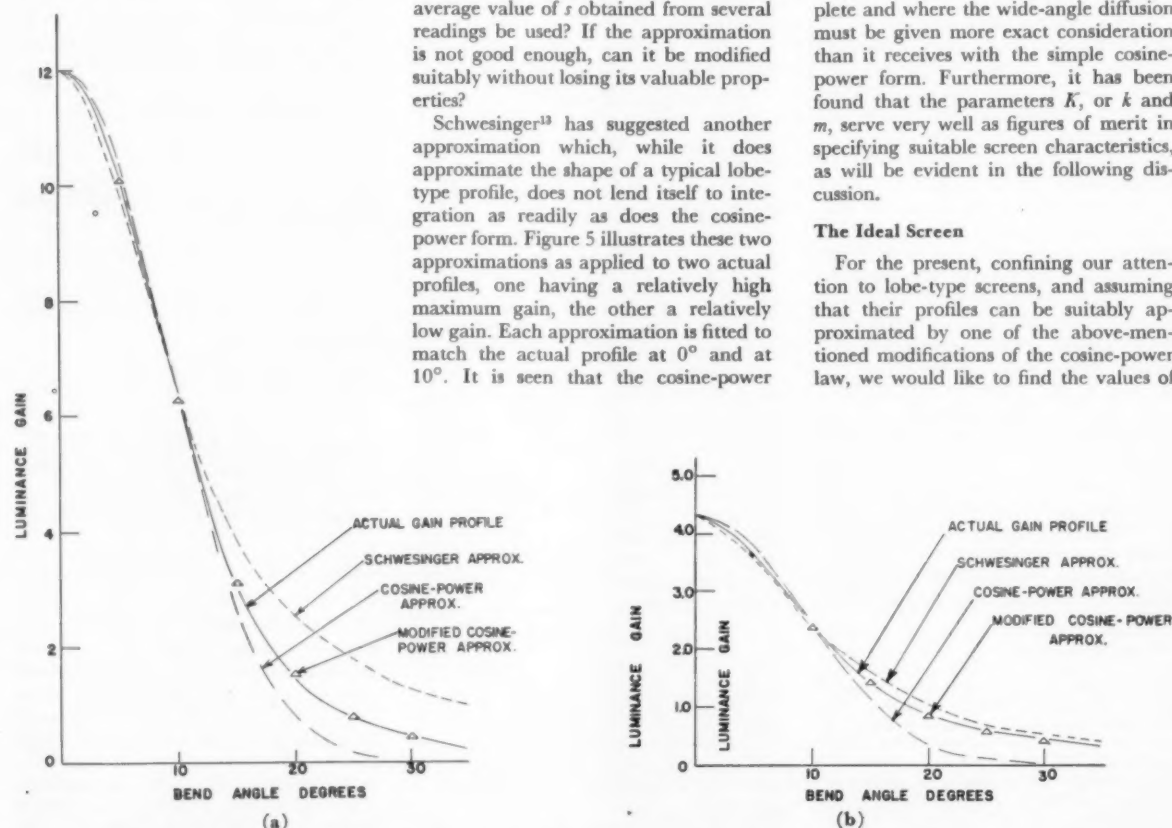 average value of s obtained from several
readings be used? If the approximation
is not good enough, can it be modified
suitably without losing its valuable prop-
erties?
Schwesinger¹³ has suggested another
approximation which, while it does
approximate the shape of a typical lobe-
type profile, does not lend itself to inte-
gration as readily as does the cosine-
power form. Figure 5 illustrates these two
approximations as applied to two actual
profiles, one having a relatively high
maximum gain, the other a relatively
low gain. Each approximation is fitted to
match the actual profile at 0° and at
10°. It is seen that the cosine-power
plete and where the wide-angle diffusion
must be given more exact consideration
than it receives with the simple cosine-
power form. Furthermore, it has been
found that the parameters K, or k and
m, serve very well as figures of merit in
specifying suitable screen characteristics,
as will be evident in the following dis-
cussion.
The Ideal Screen
For the present, confining our atten-
tion to lobe-type screens, and assuming
that their profiles can be suitably ap-
proximated by one of the above-men-
tioned modifications of the cosine-power
law, we would like to find the values of
12
10
8
6
4
2
0
LUMINANCE GAIN
ACTUAL GAIN PROFILE
SCHWESINGER APPROX.
COSINE-POWER
APPROX.
MODIFIED COSINE-
POWER APPROX.
10 20 30
BEND ANGLE DEGREES
(a)
5.0
4.0
3.0
2.0
1.0
0
LUMINANCE GAIN
LUMINANCE GAIN
ACTUAL GAIN PROFILE
SCHWESINGER APPROX.
COSINE-POWER APPROX.
MODIFIED COSINE-POWER
APPROX.
10 20 30
BEND ANGLE DEGREES
(b)